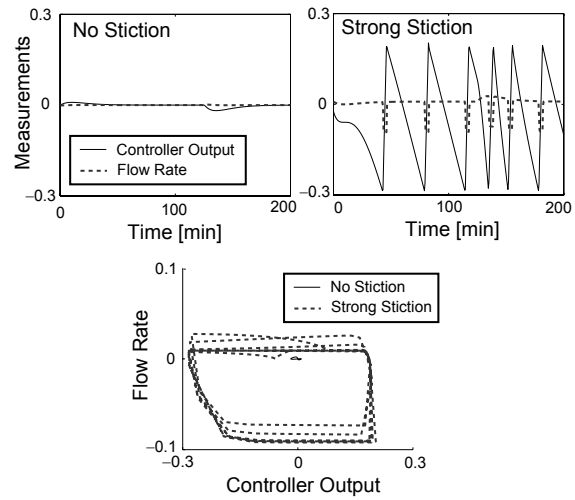 No Stiction
Strong Stiction
Measurements
0.3
0
−0.3
Controller Output
Flow Rate
0
100
200
Time [min]
0.3
0
−0.3
0
50
100
150
200
Time [min]
No Stiction
Strong Stiction
Flow Rate
0.1
0
−0.1
−0.3
0
0.3
Controller Output